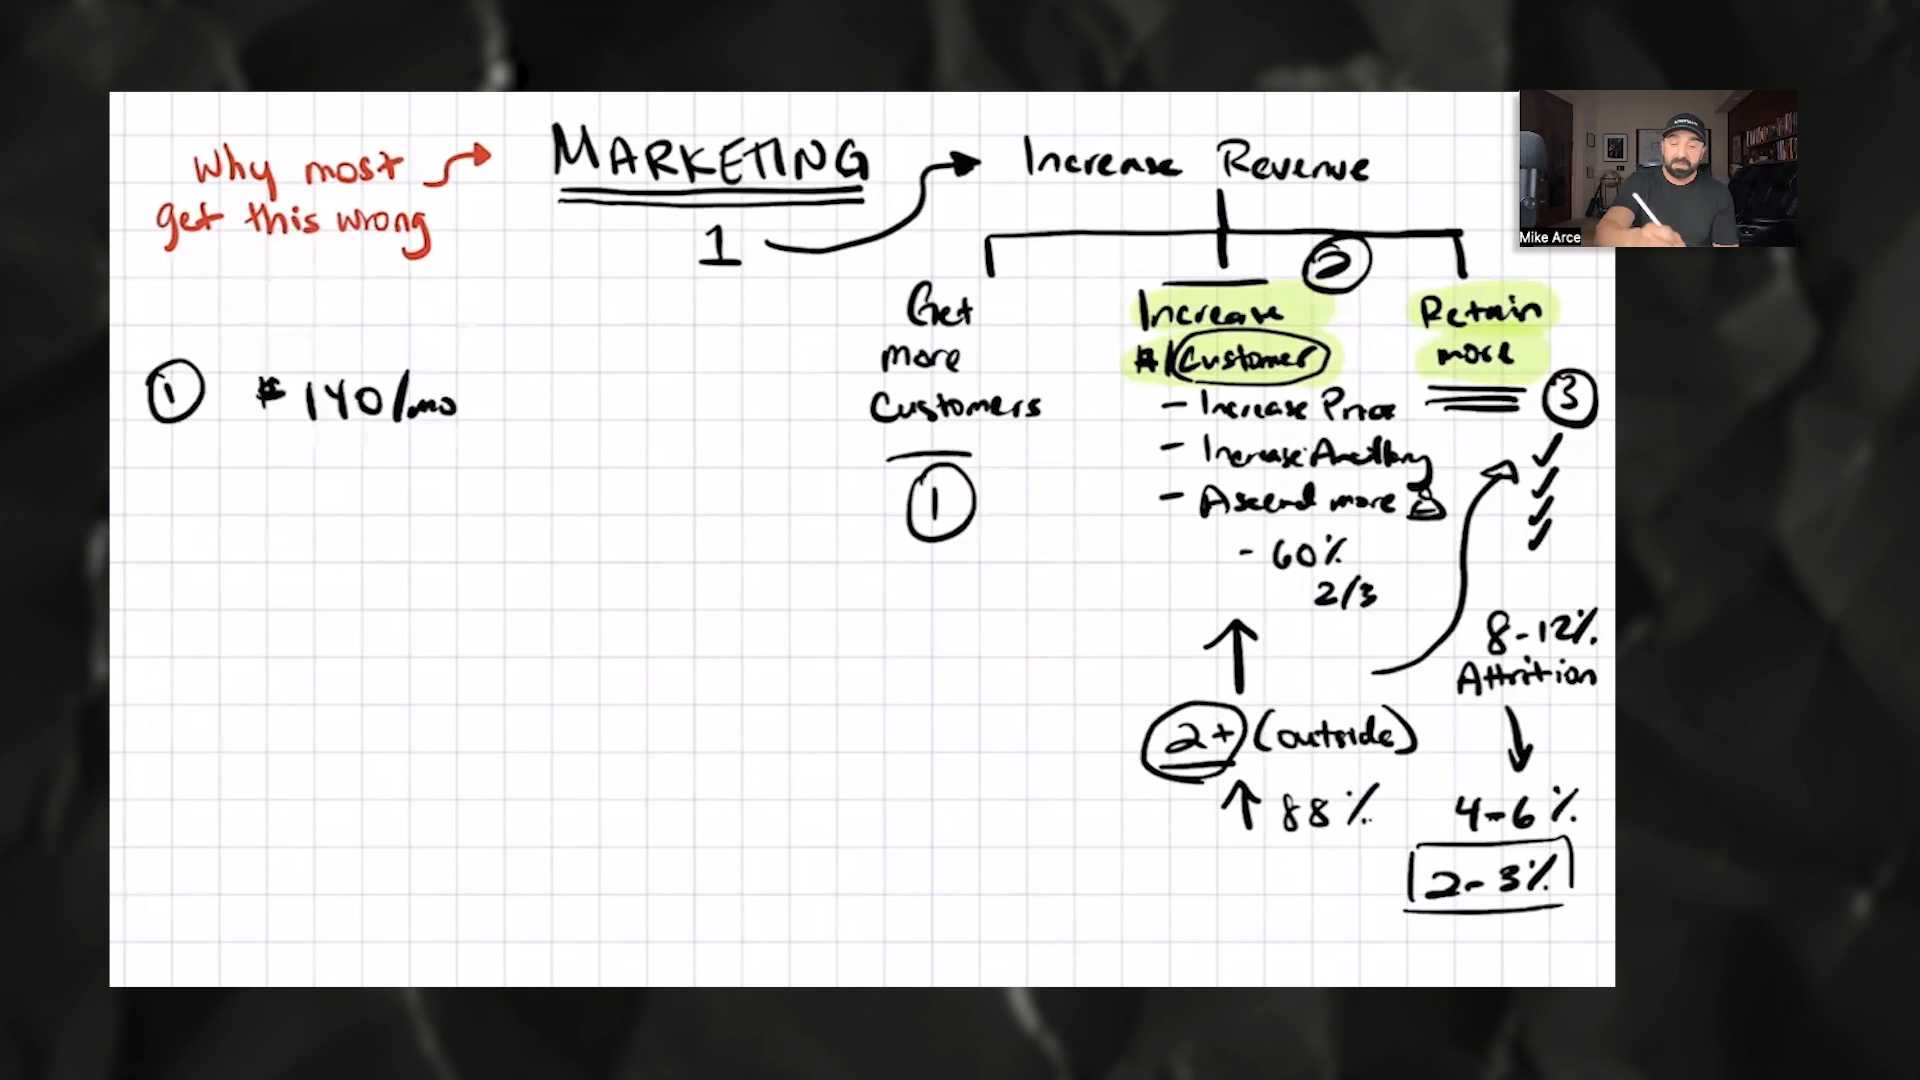 Why most
get this wrong
MARKETING
1
Increase Revenue
Get
more
Customers
1
2
Increase
$/Customer
- Increase Price
- Increase Ancillary
- Ascend more
- 60%
2/3
2+ (outside)
88%
Retain
more
3
8-12%
Attrition
4-6%
2-3%
1 $140/mo
Mike Arce